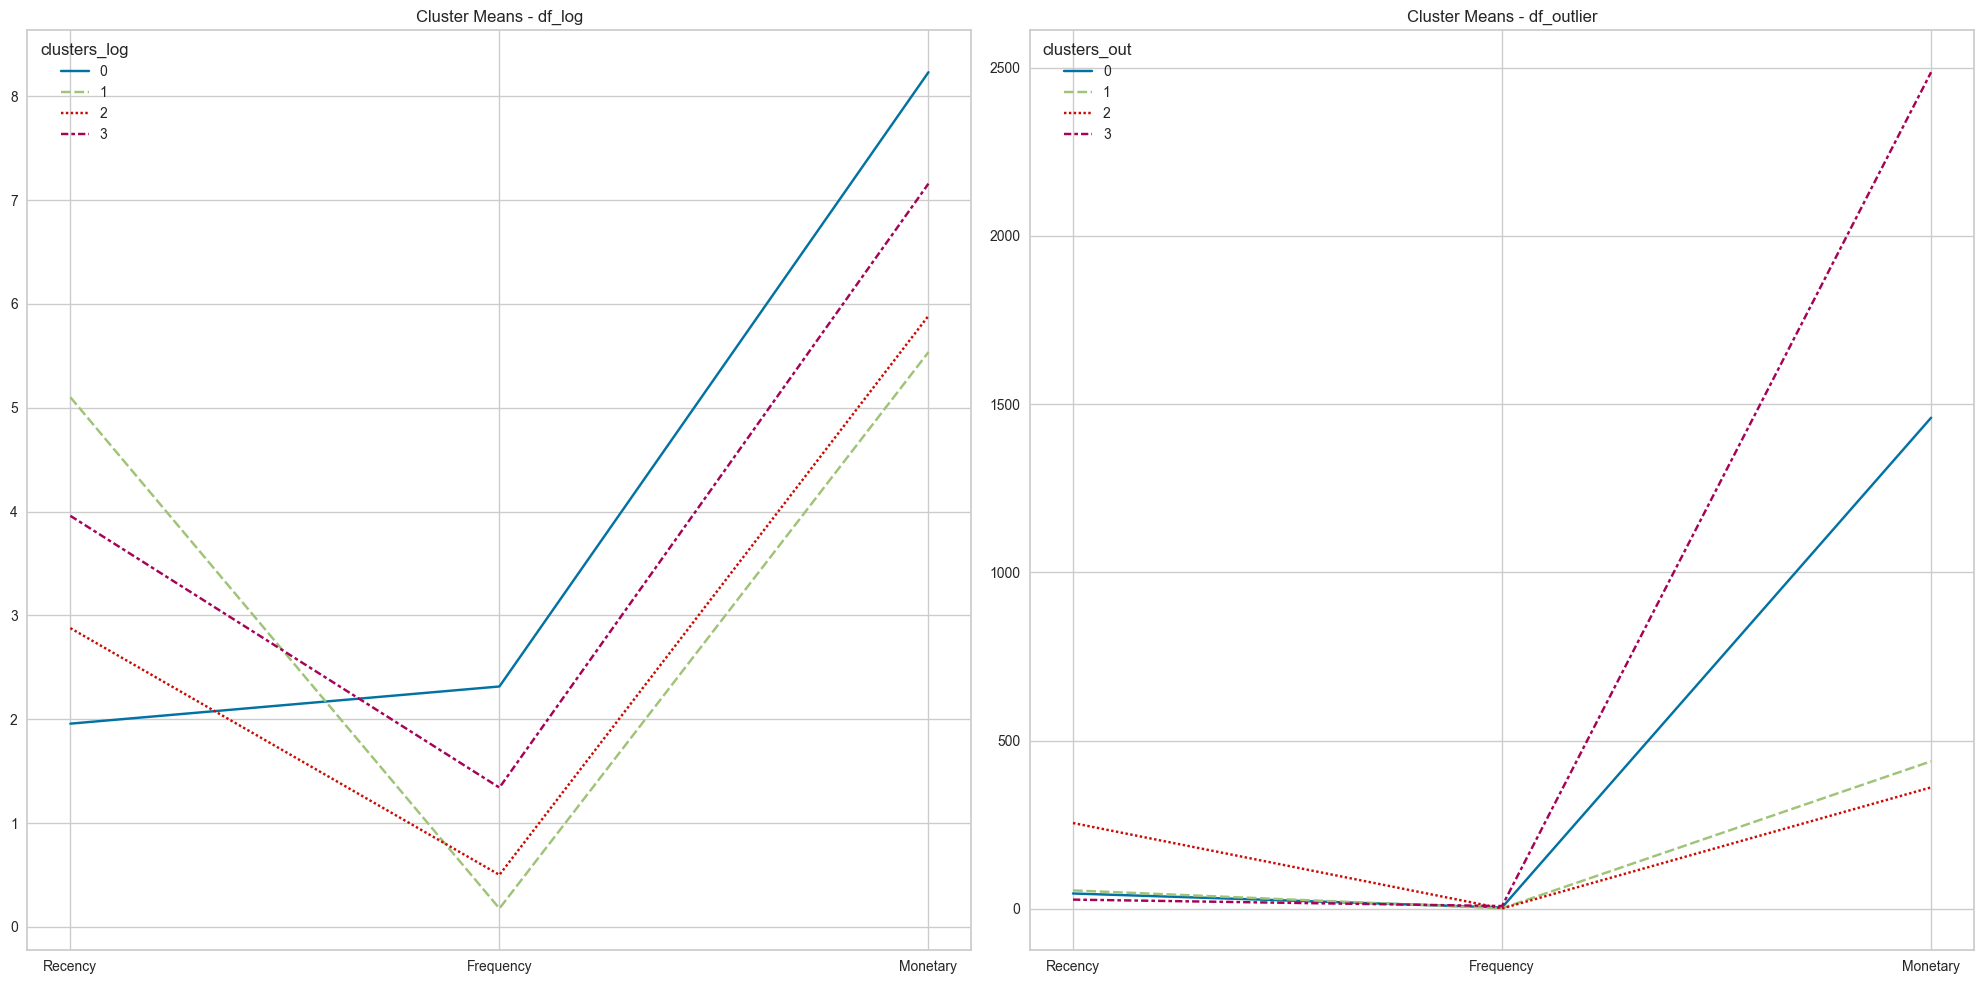 Cluster Means - df_log
clusters_log
0
1
2
3
8
7
6
5
4
3
2
1
0
Recency
Frequency
Monetary
Cluster Means - df_outlier
clusters_out
0
1
2
3
2500
2000
1500
1000
500
0
Recency
Frequency
Monetary